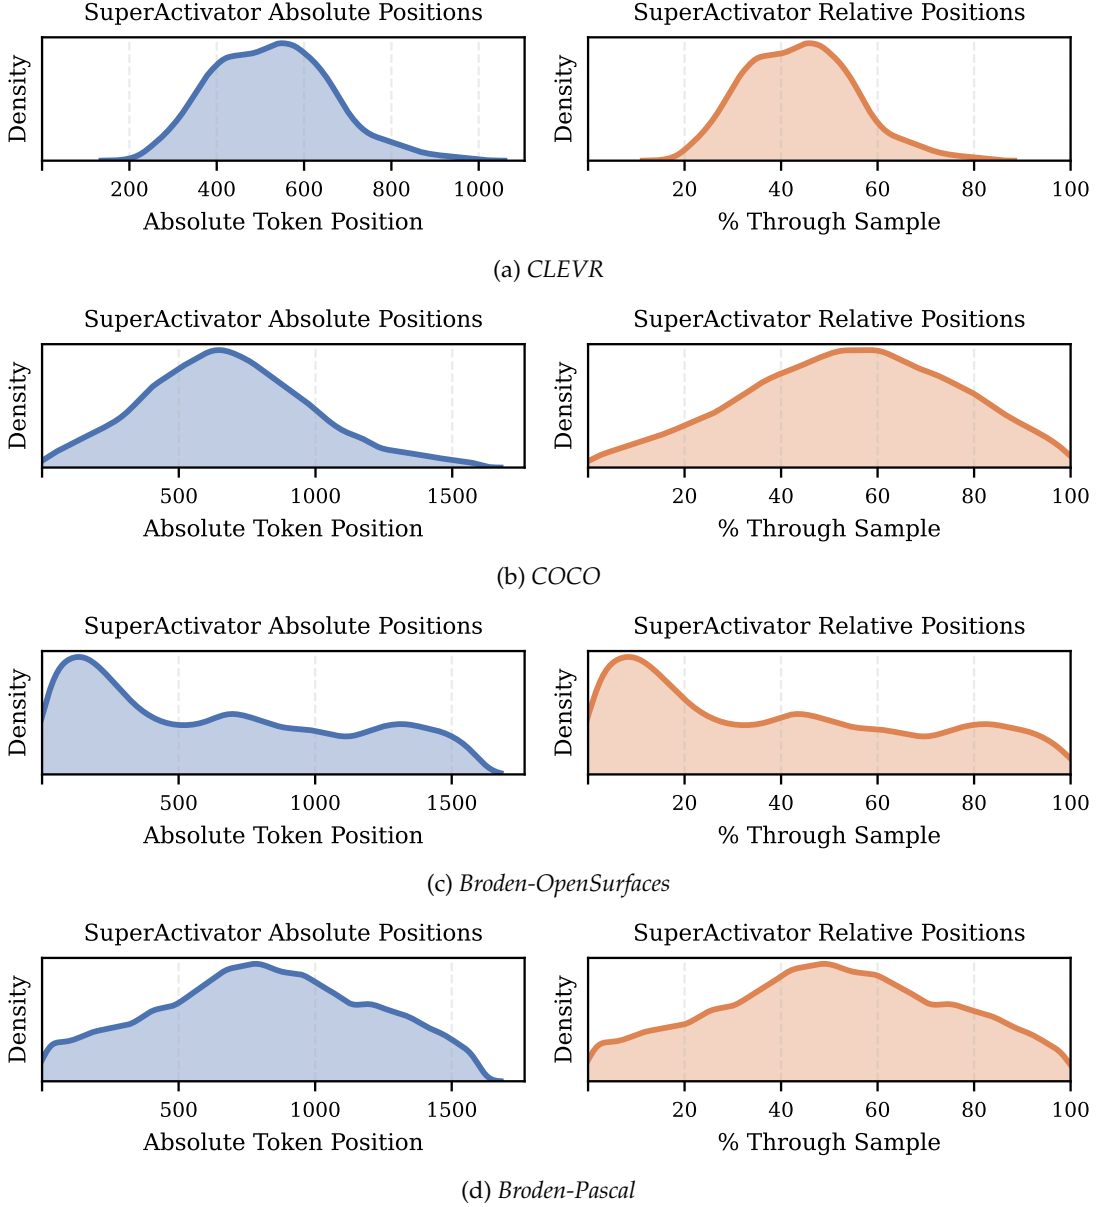 SuperActivator Absolute Positions
SuperActivator Relative Positions
Density
200 400 600 800 1000
Absolute Token Position
Density
20 40 60 80 100
% Through Sample
(a) CLEVR
SuperActivator Absolute Positions
SuperActivator Relative Positions
Density
500 1000 1500
Absolute Token Position
Density
20 40 60 80 100
% Through Sample
(b) COCO
SuperActivator Absolute Positions
SuperActivator Relative Positions
Density
500 1000 1500
Absolute Token Position
Density
20 40 60 80 100
% Through Sample
(c) Broden-OpenSurfaces
SuperActivator Absolute Positions
SuperActivator Relative Positions
Density
500 1000 1500
Absolute Token Position
Density
20 40 60 80 100
% Through Sample
(d) Broden-Pascal